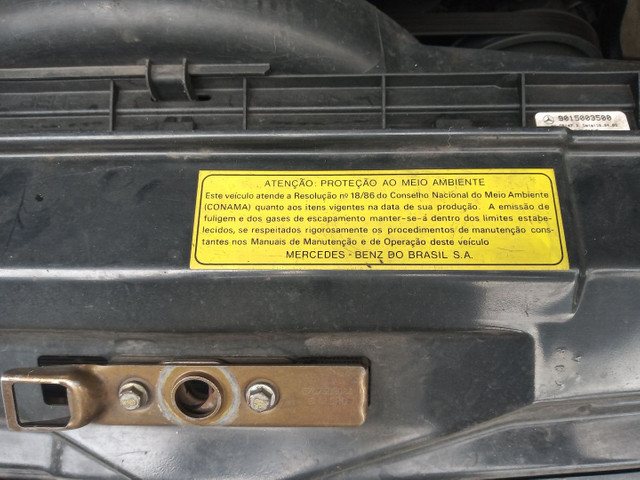 9015003500
ATENÇÃO: PROTEÇÃO AO MEIO AMBIENTE
Este veículo atende a Resolução nº 18/86 do Conselho Nacional do Meio Ambiente
(CONAMA) quanto aos itens vigentes na data de sua produção. A emissão de
fuligem e dos gases de escapamento manter-se-á dentro dos limites estabe-
lecidos, se respeitados rigorosamente os procedimentos de manutenção cons-
tantes nos Manuais de Manutenção e de Operação deste veículo
MERCEDES - BENZ DO BRASIL S.A.